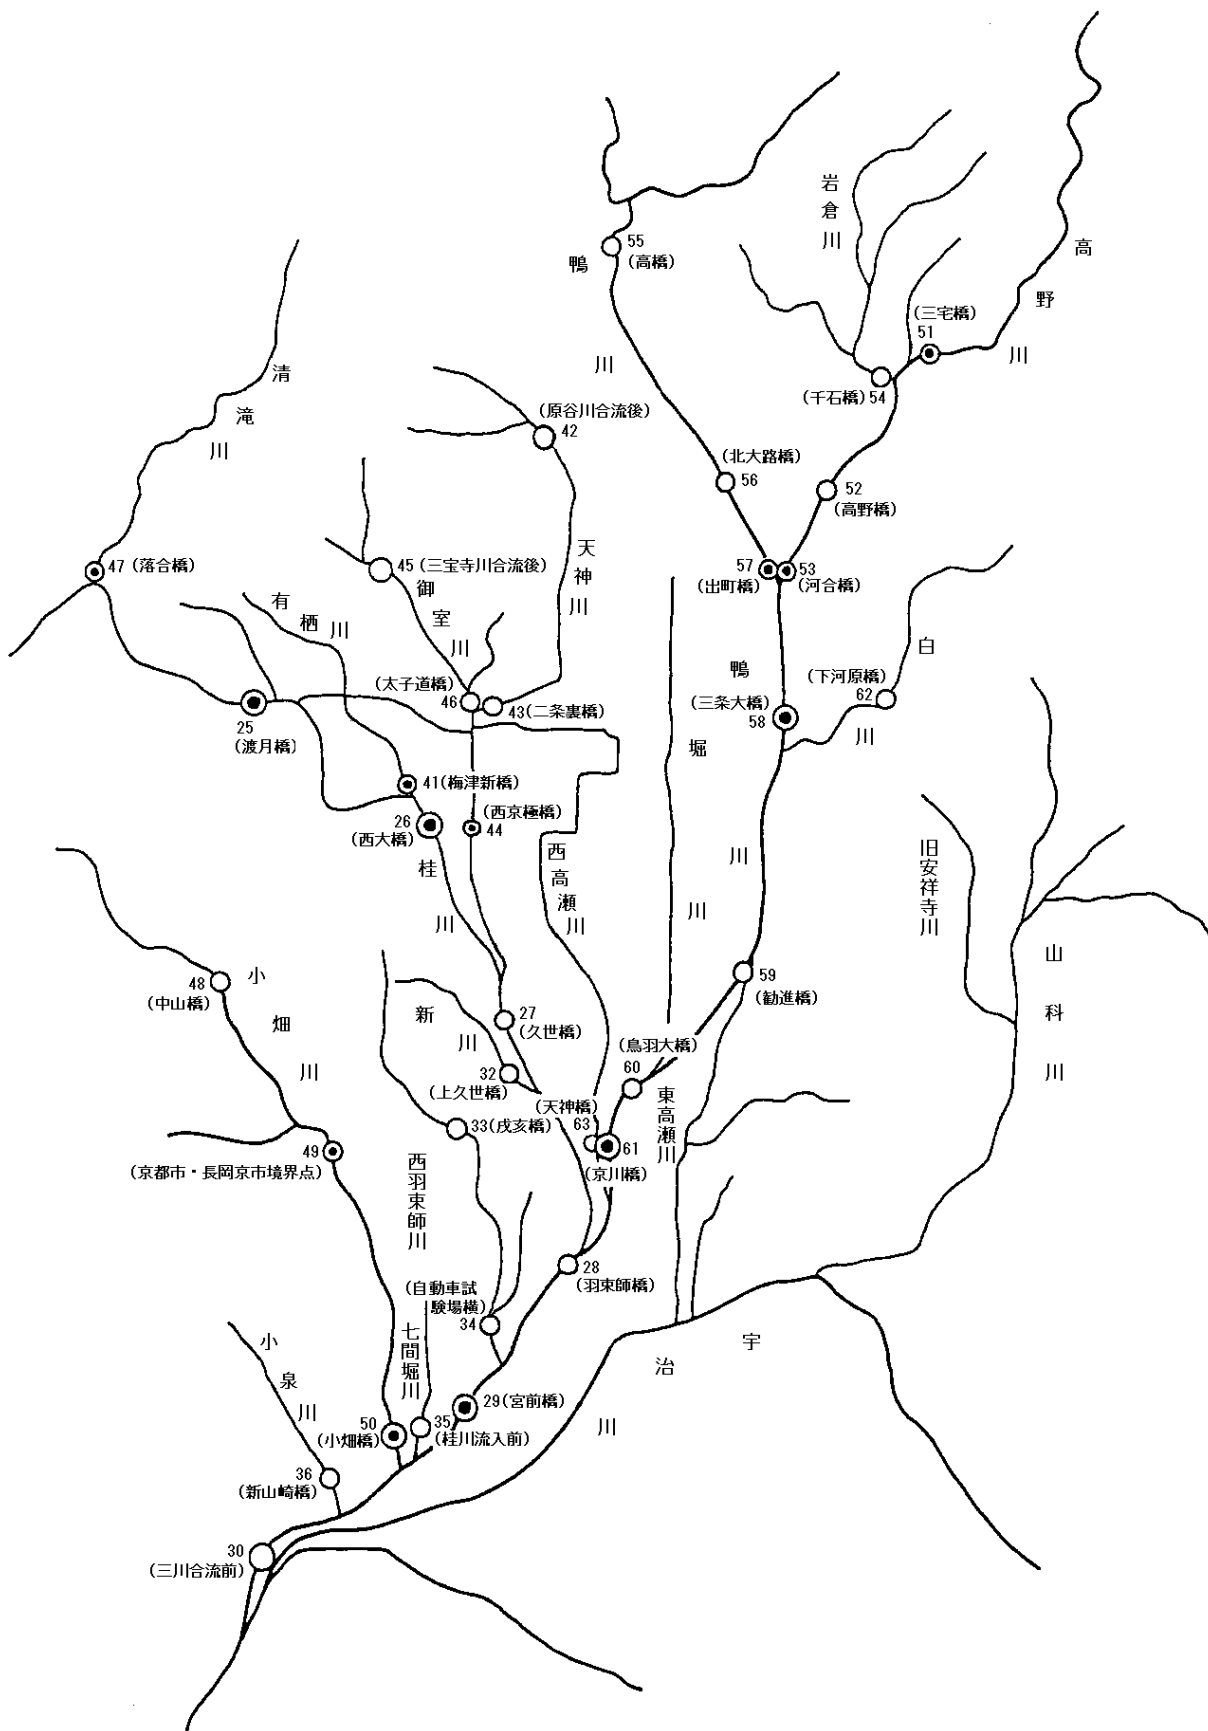 55
(高橋)
鴨
川
岩倉川
高
野
川
(三宅橋)
51
(千石橋) 54
清
滝
川
(原谷川合流後)
42
(北大路橋)
56
52
(高野橋)
47 (落合橋)
45 (三宝寺川合流後)
天神川
57
(出町橋)
53
(河合橋)
有
栖
川
御
室
川
白
川
鴨
川
(下河原橋)
62
(太子道橋)
46
43(二条裏橋)
(三条大橋)
58
25
(渡月橋)
堀
川
41(梅津新橋)
26
(西大橋)
(西京極橋)
44
桂
川
西高瀬川
旧安祥寺川
山
科
川
48
(中山橋)
小
畑
川
59
(勧進橋)
新
川
27
(久世橋)
(鳥羽大橋)
60
32
(上久世橋)
(天神橋)
63
東高瀬川
33(戌亥橋)
61
(京川橋)
49
(京都市・長岡京市境界点)
西羽束師川
28
(羽束師橋)
(自動車試
験場横)
34
七間堀川
宇
治
川
小
泉
川
29(宮前橋)
50
(小畑橋)
35
(桂川流入前)
36
(新山崎橋)
30
(三川合流前)